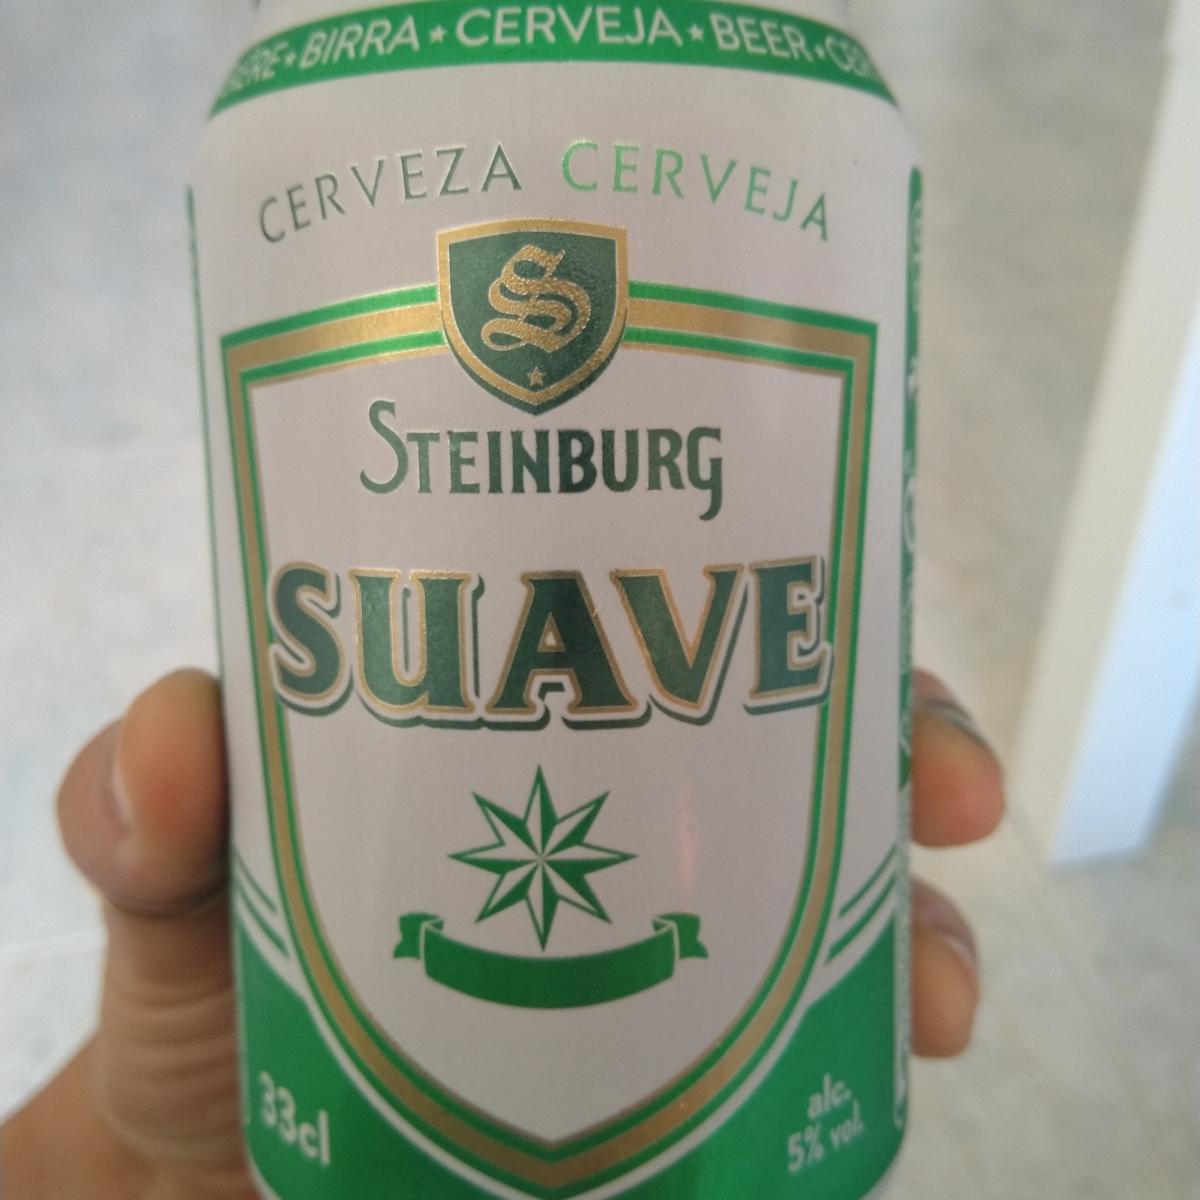 BIRRA ★ CERVEJA ★ BEER
CERVEZA CERVEJA
S
STEINBURG
SUAVE
33cl
alc.
5% vol.